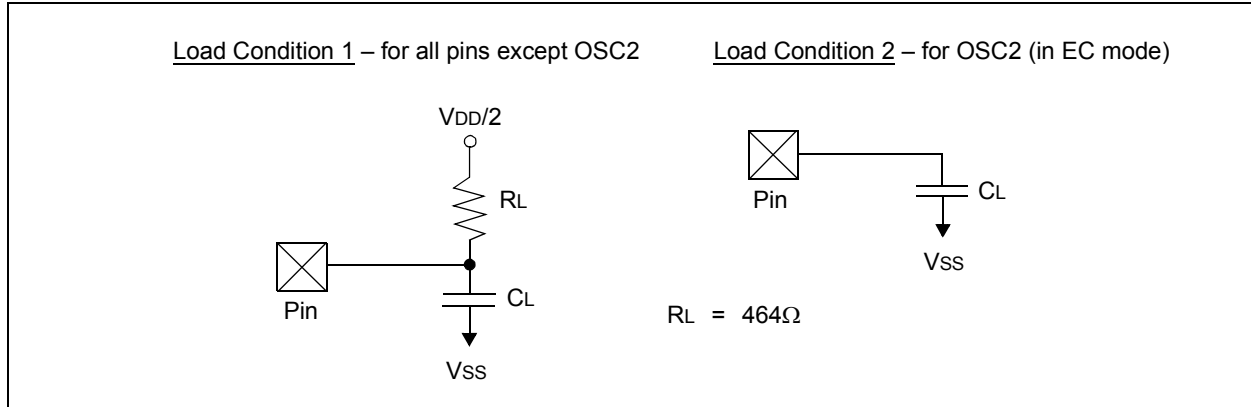 Load Condition 1 – for all pins except OSC2
VDD/2
RL
Pin
CL
VSS
Load Condition 2 – for OSC2 (in EC mode)
Pin
CL
VSS
RL = 464Ω